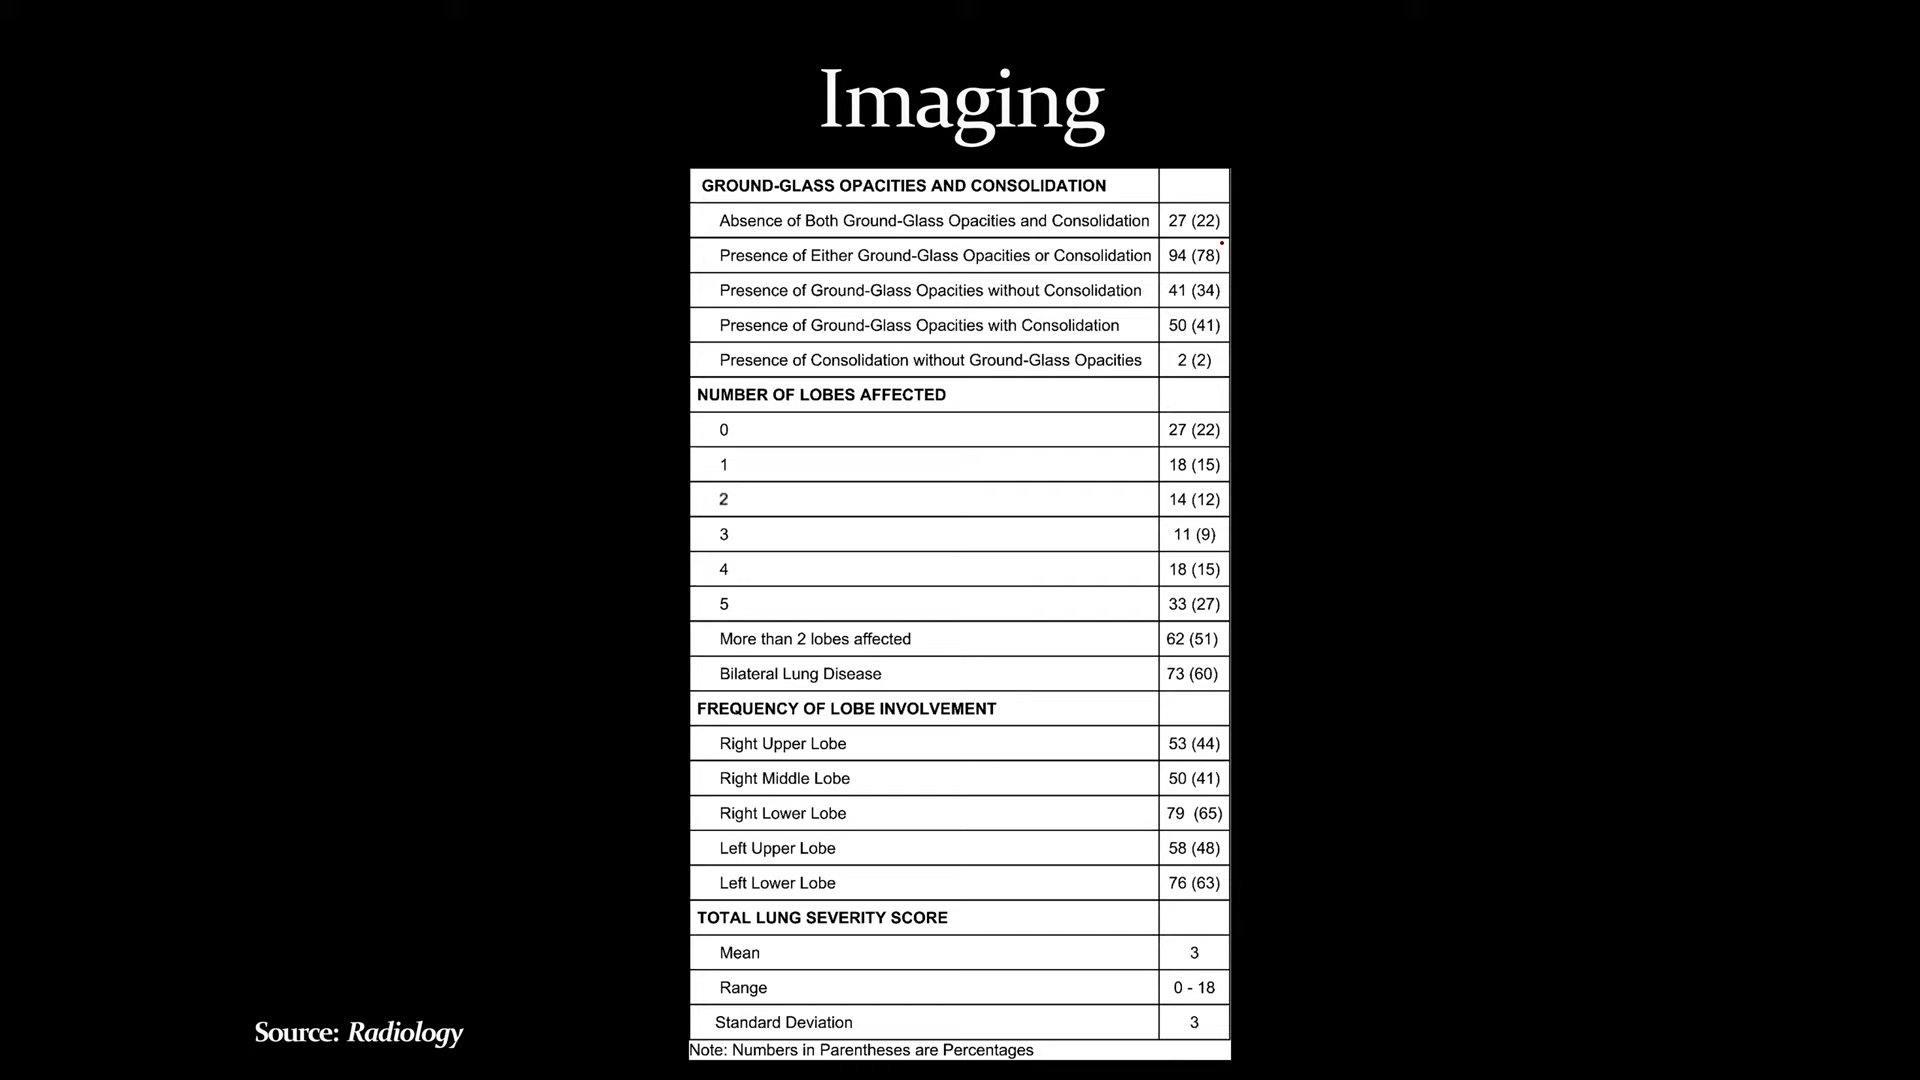 Imaging
GROUND-GLASS OPACITIES AND CONSOLIDATION
Absence of Both Ground-Glass Opacities and Consolidation 27 (22)
Presence of Either Ground-Glass Opacities or Consolidation 94 (78)
Presence of Ground-Glass Opacities without Consolidation 41 (34)
Presence of Ground-Glass Opacities with Consolidation 50 (41)
Presence of Consolidation without Ground-Glass Opacities 2 (2)
NUMBER OF LOBES AFFECTED
0 27 (22)
1 18 (15)
2 14 (12)
3 11 (9)
4 18 (15)
5 33 (27)
More than 2 lobes affected 62 (51)
Bilateral Lung Disease 73 (60)
FREQUENCY OF LOBE INVOLVEMENT
Right Upper Lobe 53 (44)
Right Middle Lobe 50 (41)
Right Lower Lobe 79 (65)
Left Upper Lobe 58 (48)
Left Lower Lobe 76 (63)
TOTAL LUNG SEVERITY SCORE
Mean 3
Range 0 - 18
Standard Deviation 3
Note: Numbers in Parentheses are Percentages
Source: Radiology